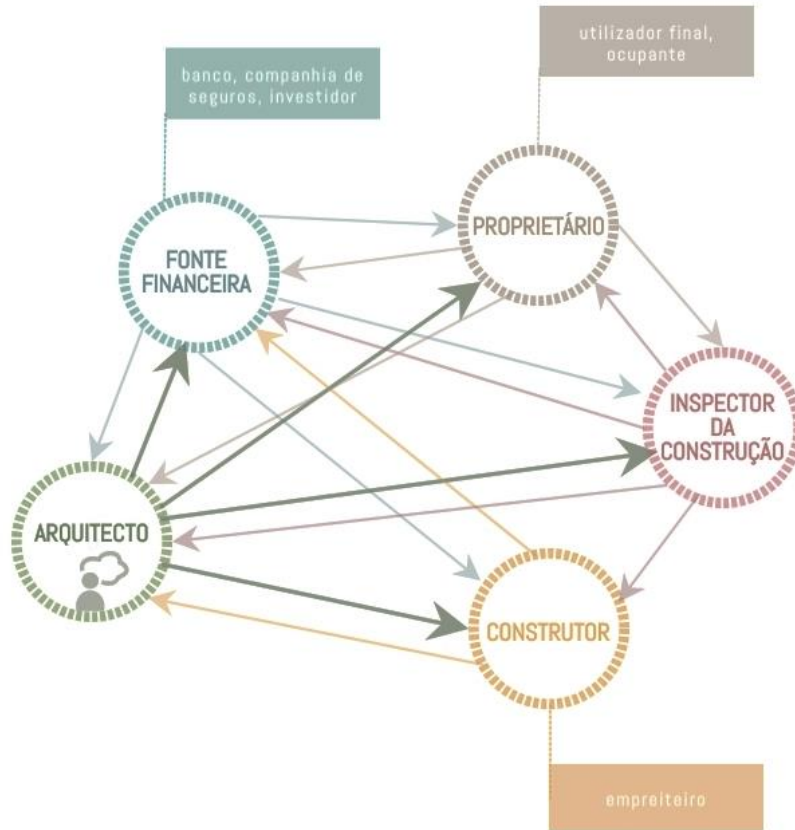 utilizador final,
ocupante
banco, companhia de
seguros, investidor
PROPRIETÁRIO
FONTE
FINANCEIRA
INSPECTOR
DA
CONSTRUÇÃO
ARQUITECTO
CONSTRUTOR
empreiteiro